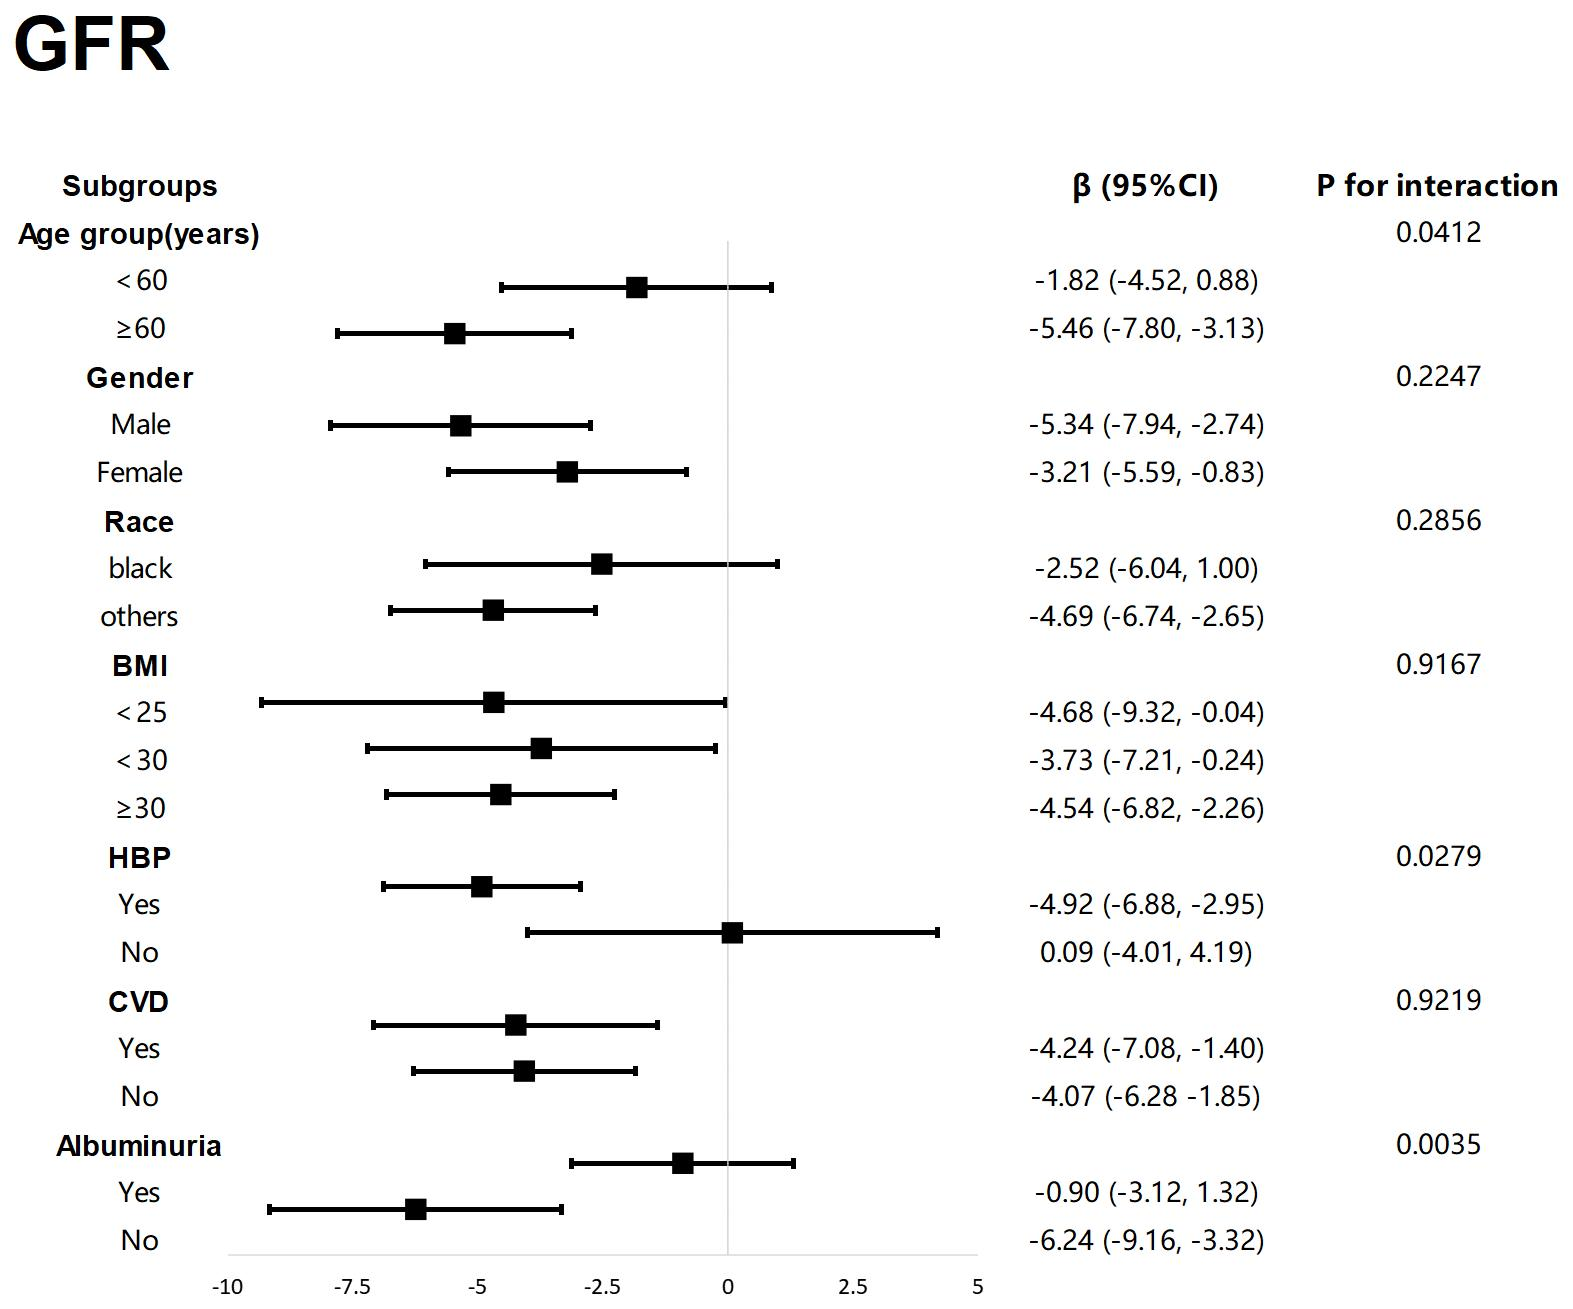 GFR
Subgroups β (95%CI) P for interaction
Age group(years) 0.0412
<60 -1.82 (-4.52, 0.88)
≥60 -5.46 (-7.80, -3.13)
Gender 0.2247
Male -5.34 (-7.94, -2.74)
Female -3.21 (-5.59, -0.83)
Race 0.2856
black -2.52 (-6.04, 1.00)
others -4.69 (-6.74, -2.65)
BMI 0.9167
<25 -4.68 (-9.32, -0.04)
<30 -3.73 (-7.21, -0.24)
≥30 -4.54 (-6.82, -2.26)
HBP 0.0279
Yes -4.92 (-6.88, -2.95)
No 0.09 (-4.01, 4.19)
CVD 0.9219
Yes -4.24 (-7.08, -1.40)
No -4.07 (-6.28 -1.85)
Albuminuria 0.0035
Yes -0.90 (-3.12, 1.32)
No -6.24 (-9.16, -3.32)
-10 -7.5 -5 -2.5 0 2.5 5